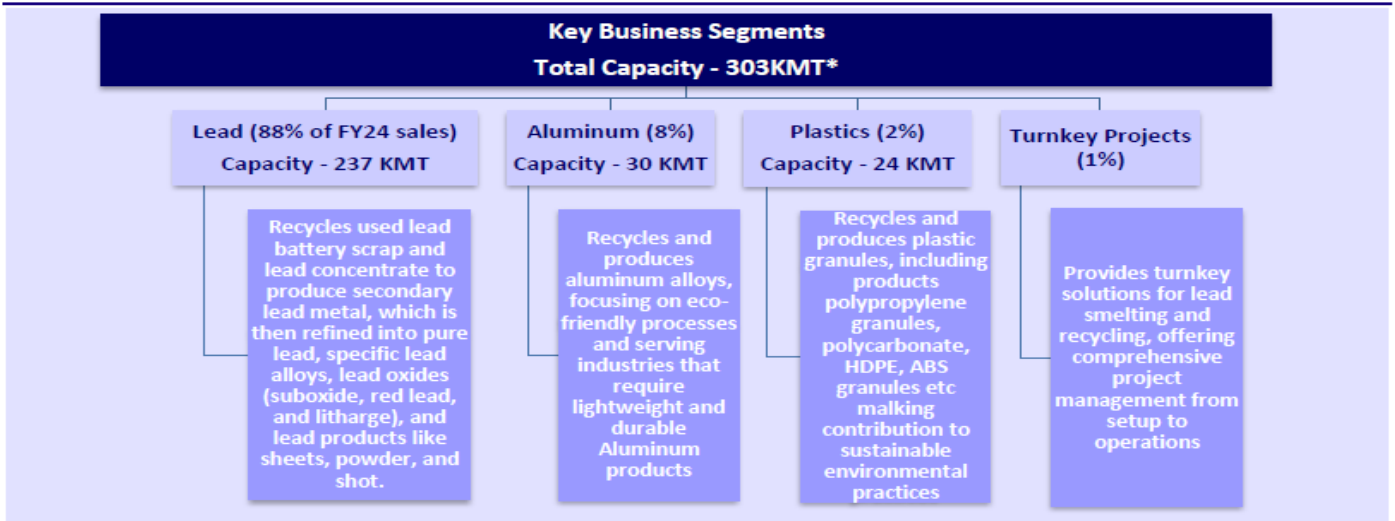 Key Business Segments
Total Capacity - 303KMT*
Lead (88% of FY24 sales)
Capacity - 237 KMT
Aluminum (8%)
Capacity - 30 KMT
Plastics (2%)
Capacity - 24 KMT
Turnkey Projects
(1%)
Recycles used lead
battery scrap and
lead concentrate to
produce secondary
lead metal, which is
then refined into pure
lead, specific lead
alloys, lead oxides
(suboxide, red lead,
and litharge), and
lead products like
sheets, powder, and
shot.
Recycles and
produces
aluminum alloys,
focusing on eco-
friendly processes
and serving
industries that
require
lightweight and
durable
Aluminum
products
Recycles and
produces plastic
granules, including
products
polypropylene
granules,
polycarbonate,
HDPE, ABS
granules etc
malking
contribution to
sustainable
environmental
practices
Provides turnkey
solutions for lead
smelting and
recycling, offering
comprehensive
project
management from
setup to
operations